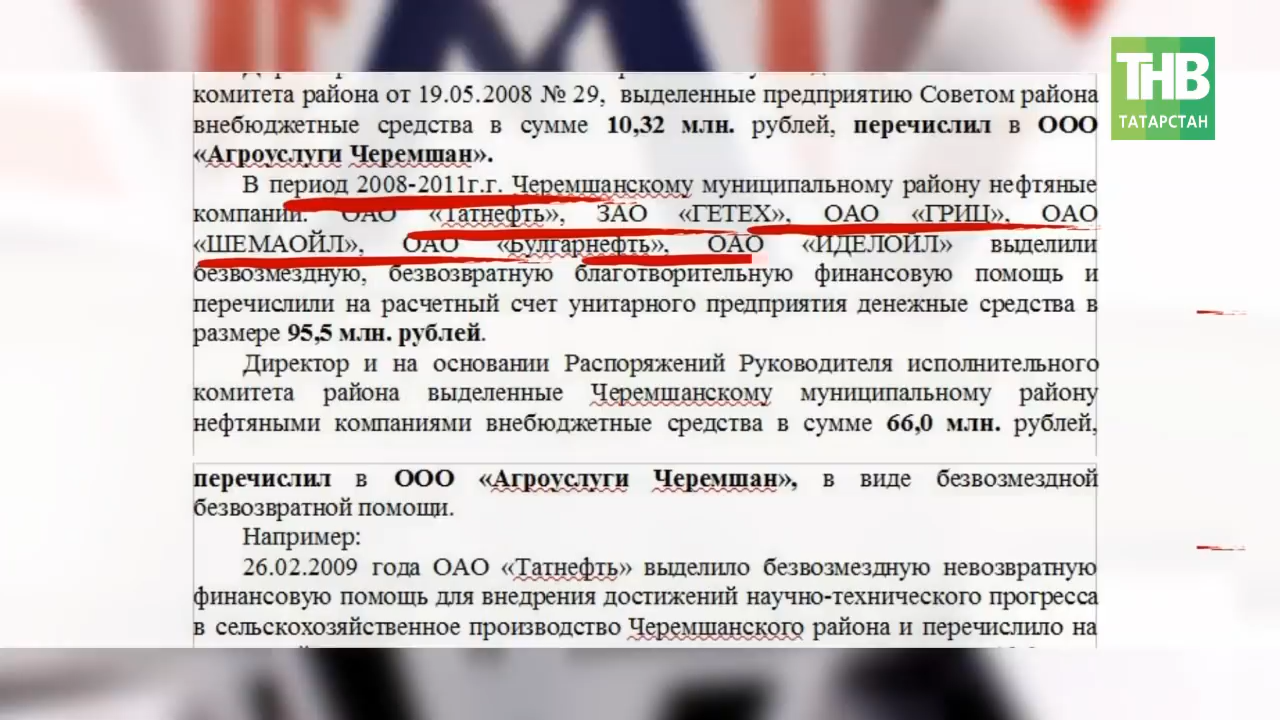 ТНВ
ТАТАРСТАН
комитета района от 19.05.2008 № 29, выделенные предприятию Советом района
внебюджетные средства в сумме 10,32 млн. рублей, перечислил в ООО
«Агроуслуги Черемшан».
В период 2008-2011г.г. Черемшанскому муниципальному району нефтяные
компании: ОАО «Татнефть», ЗАО «ГЕТЕХ», ОАО «ГРИЦ», ОАО
«ШЕМАОЙЛ», ОАО «Булгарнефть», ОАО «ИДЕЛОЙЛ» выделили
безвозмездную, безвозвратную благотворительную финансовую помощь и
перечислили на расчетный счет унитарного предприятия денежные средства в
размере 95,5 млн. рублей.
Директор и на основании Распоряжений Руководителя исполнительного
комитета района выделенные Черемшанскому муниципальному району
нефтяными компаниями внебюджетные средства в сумме 66,0 млн. рублей,
перечислил в ООО «Агроуслуги Черемшан», в виде безвозмездной
безвозвратной помощи.
Например:
26.02.2009 года ОАО «Татнефть» выделило безвозмездную невозвратную
финансовую помощь для внедрения достижений научно-технического прогресса
в сельскохозяйственное производство Черемшанского района и перечислило на